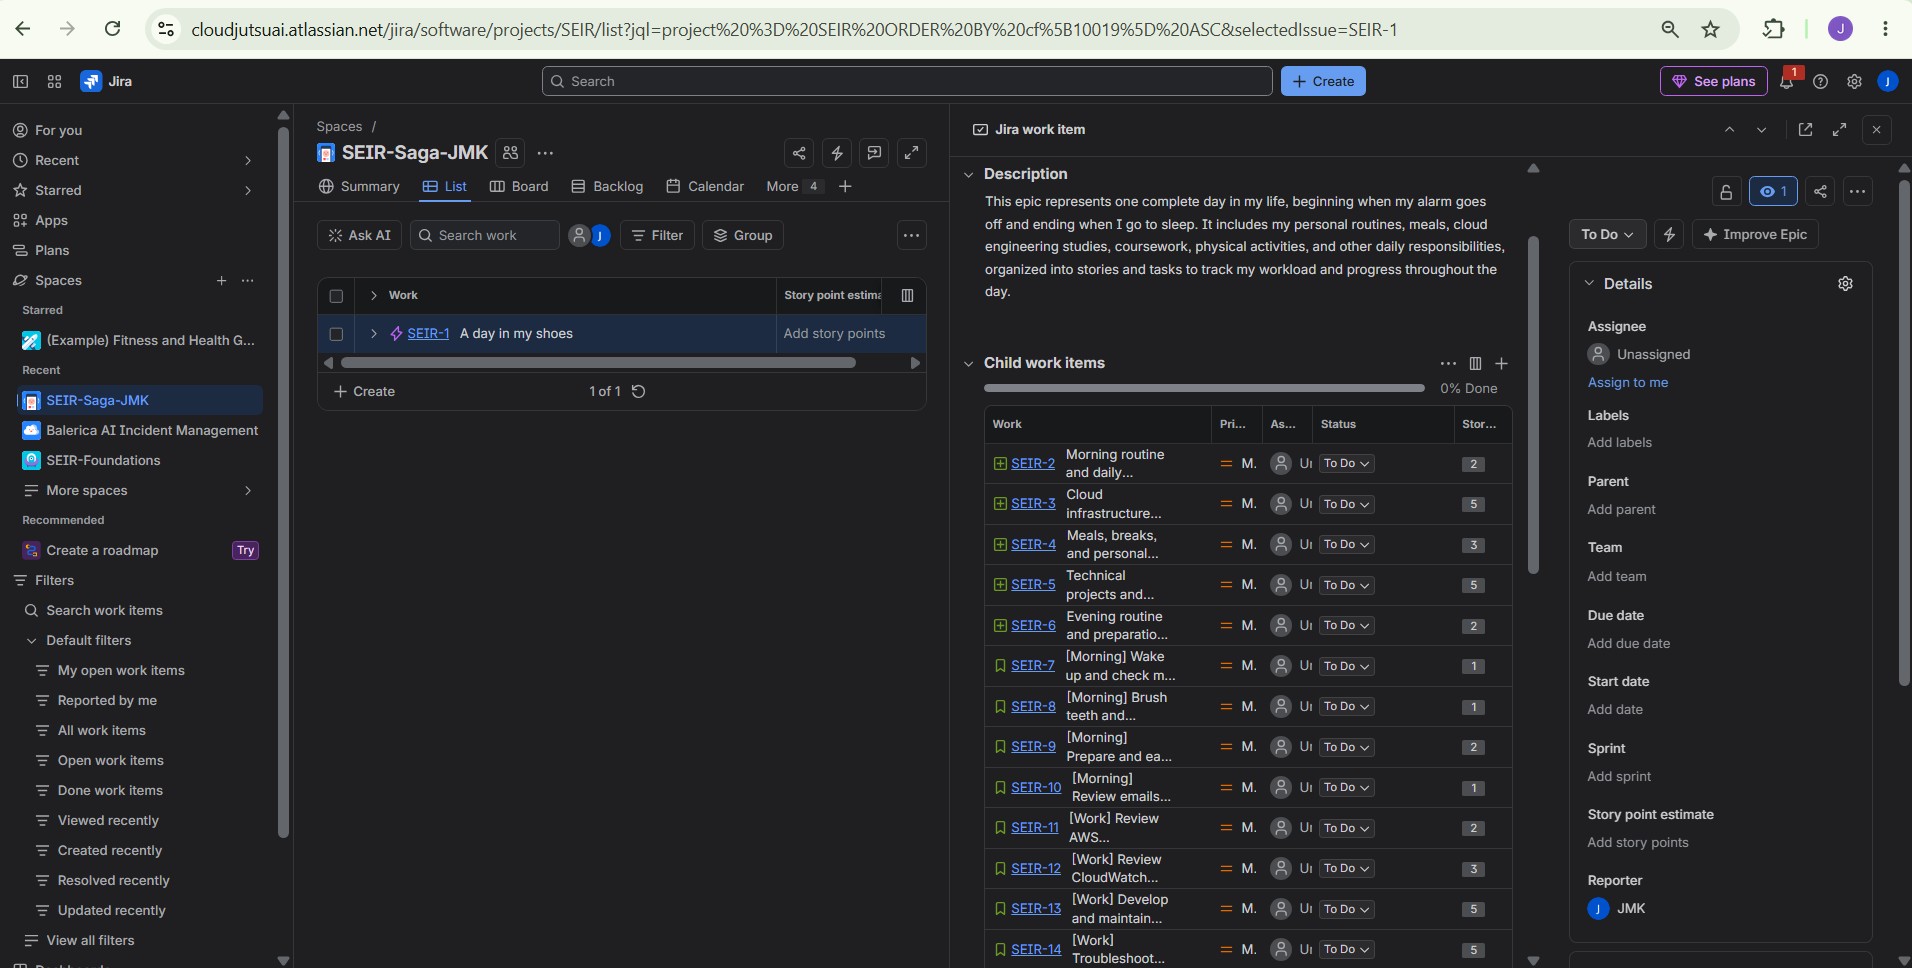 cloudjutsuai.atlassian.net/jira/software/projects/SEIR/list?jql=project%20%3D%20SEIR%20ORDER%20BY%20cf%5B10019%5D%20ASC&selectedIssue=SEIR-1
J
Jira
Search
Create
See plans
1
J
For you
Recent
Starred
Apps
Plans
Spaces
Starred
(Example) Fitness and Health G...
Recent
SEIR-Saga-JMK
Balerica AI Incident Management
SEIR-Foundations
More spaces
Recommended
Create a roadmap
Try
Filters
Search work items
Default filters
My open work items
Reported by me
All work items
Open work items
Done work items
Viewed recently
Created recently
Resolved recently
Updated recently
View all filters
Spaces /
SEIR-Saga-JMK
Summary List Board Backlog Calendar More 4
Ask AI Search work J Filter Group
Work Story point estima
SEIR-1 A day in my shoes Add story points
Create 1 of 1
Jira work item
Description
This epic represents one complete day in my life, beginning when my alarm goes
off and ending when I go to sleep. It includes my personal routines, meals, cloud
engineering studies, coursework, physical activities, and other daily responsibilities,
organized into stories and tasks to track my workload and progress throughout the
day.
Child work items
0% Done
Work Pri... As... Status Stor...
SEIR-2 Morning routine
and daily... M. Ur To Do 2
SEIR-3 Cloud
infrastructure... M. Ur To Do 5
SEIR-4 Meals, breaks,
and personal... M. Ur To Do 3
SEIR-5 Technical
projects and... M. Ur To Do 5
SEIR-6 Evening routine
and preparatio... M. Ur To Do 2
SEIR-7 [Morning] Wake
up and check m... M. Ur To Do 1
SEIR-8 [Morning] Brush
teeth and... M. Ur To Do 1
SEIR-9 [Morning]
Prepare and ea... M. Ur To Do 2
SEIR-10 [Morning]
Review emails... M. Ur To Do 1
SEIR-11 [Work] Review
AWS... M. Ur To Do 2
SEIR-12 [Work] Review
CloudWatch... M. Ur To Do 3
SEIR-13 [Work] Develop
and maintain... M. Ur To Do 5
SEIR-14 [Work]
Troubleshoot... M. Ur To Do 5
1
To Do
Improve Epic
Details
Assignee
Unassigned
Assign to me
Labels
Add labels
Parent
Add parent
Team
Add team
Due date
Add due date
Start date
Add date
Sprint
Add sprint
Story point estimate
Add story points
Reporter
J JMK